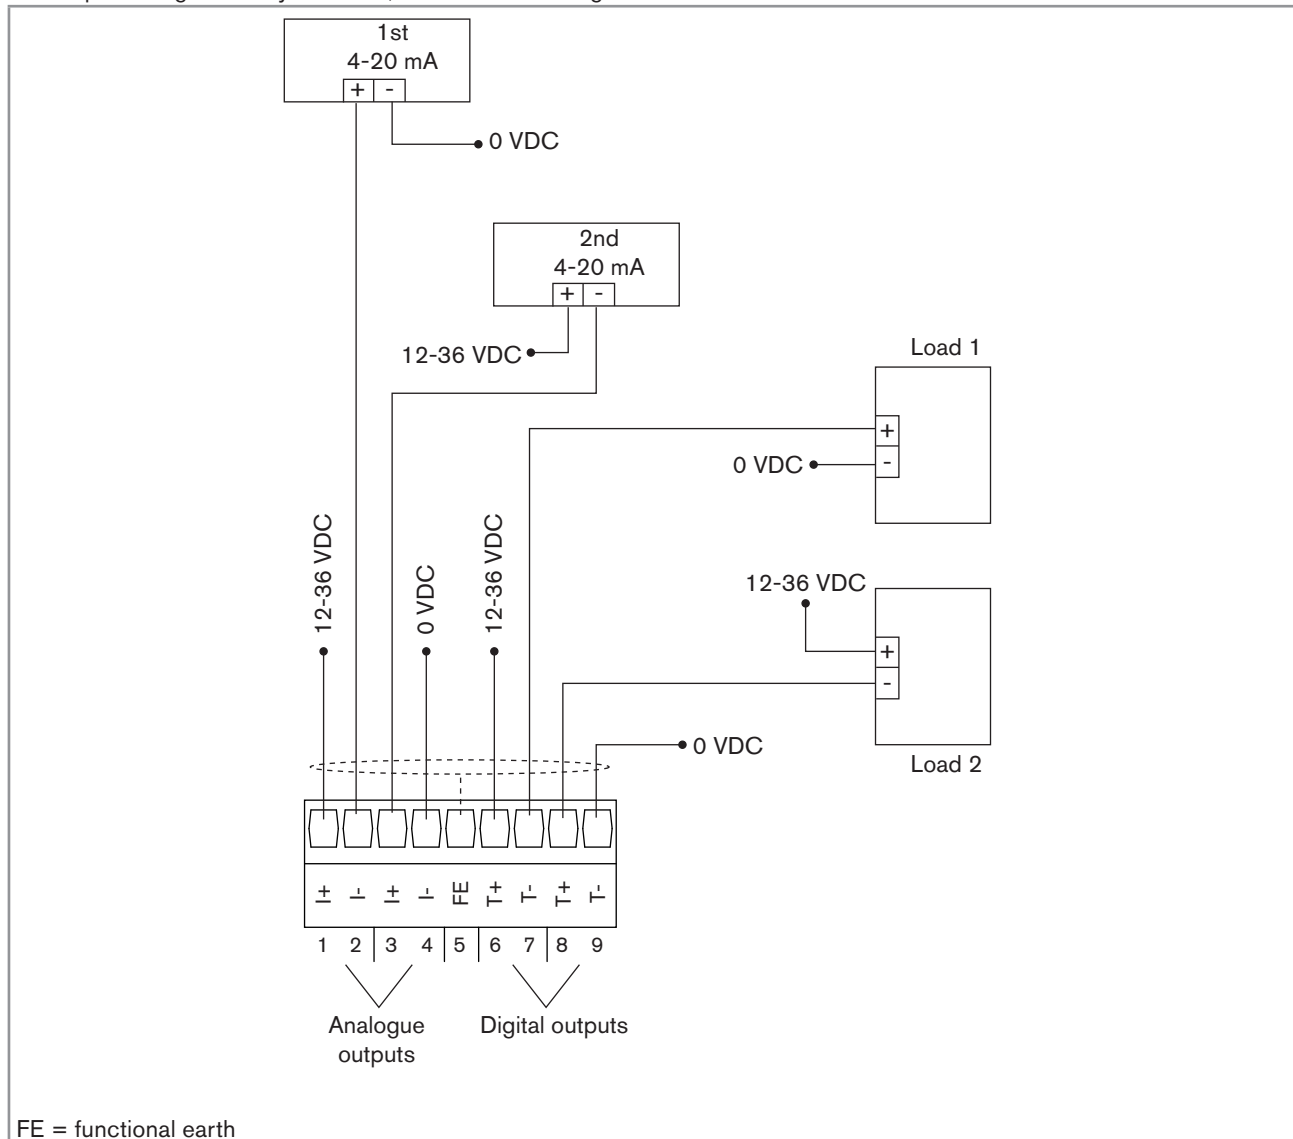 1st
4-20 mA
+ -
0 VDC
2nd
4-20 mA
+ -
12-36 VDC
Load 1
+
0 VDC
-
12-36 VDC
0 VDC
12-36 VDC
12-36 VDC
+
-
0 VDC
Load 2
I+ I- I+ I- FE T+ T- T+ T-
1 2 3 4 5 6 7 8 9
Analogue
outputs
Digital outputs
FE = functional earth